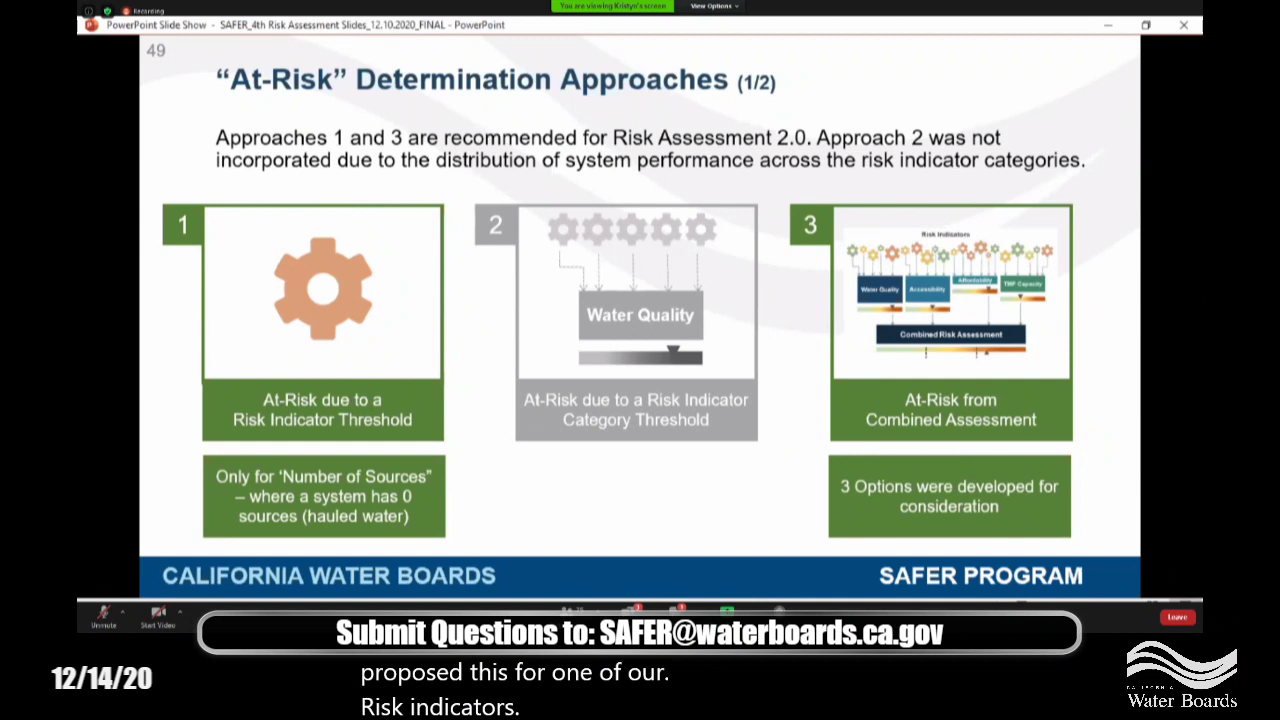 Recording
You are viewing Kristyn's screen
View Options
PowerPoint Slide Show - SAFER_4th Risk Assessment Slides_12.10.2020_FINAL - PowerPoint
49
“At-Risk” Determination Approaches (1/2)
Approaches 1 and 3 are recommended for Risk Assessment 2.0. Approach 2 was not
incorporated due to the distribution of system performance across the risk indicator categories.
1
At-Risk due to a
Risk Indicator Threshold
Only for ‘Number of Sources”
– where a system has 0
sources (hauled water)
2
Water Quality
At-Risk due to a Risk Indicator
Category Threshold
3
Risk Indicators
Water Quality
Accessibility
Affordability
TMF Capacity
Combined Risk Assessment
At-Risk from
Combined Assessment
3 Options were developed for
consideration
CALIFORNIA WATER BOARDS
SAFER PROGRAM
Unmute
Start Video
Leave
Submit Questions to: SAFER@waterboards.ca.gov
12/14/20
proposed this for one of our.
Risk indicators.
CALIFORNIA
Water Boards